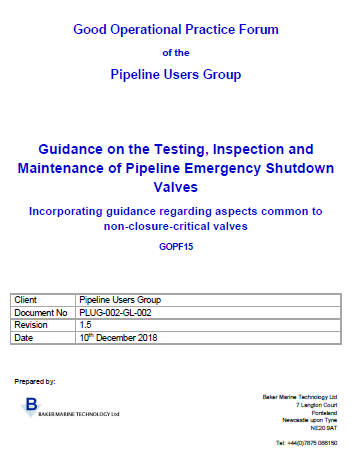 Good Operational Practice Forum
of the
Pipeline Users Group
Guidance on the Testing, Inspection and
Maintenance of Pipeline Emergency Shutdown
Valves
Incorporating guidance regarding aspects common to
non-closure-critical valves
GOPF15
Client Pipeline Users Group
Document No PLUG-002-GL-002
Revision 1.5
Date 10th December 2018
Prepared by:
B
BAKER MARINE TECHNOLOGY Ltd
Baker Marine Technology Ltd
7 Langton Court
Ponteland
Newcastle upon Tyne
NE20 9AT
Tel: +44(0)7875 086150